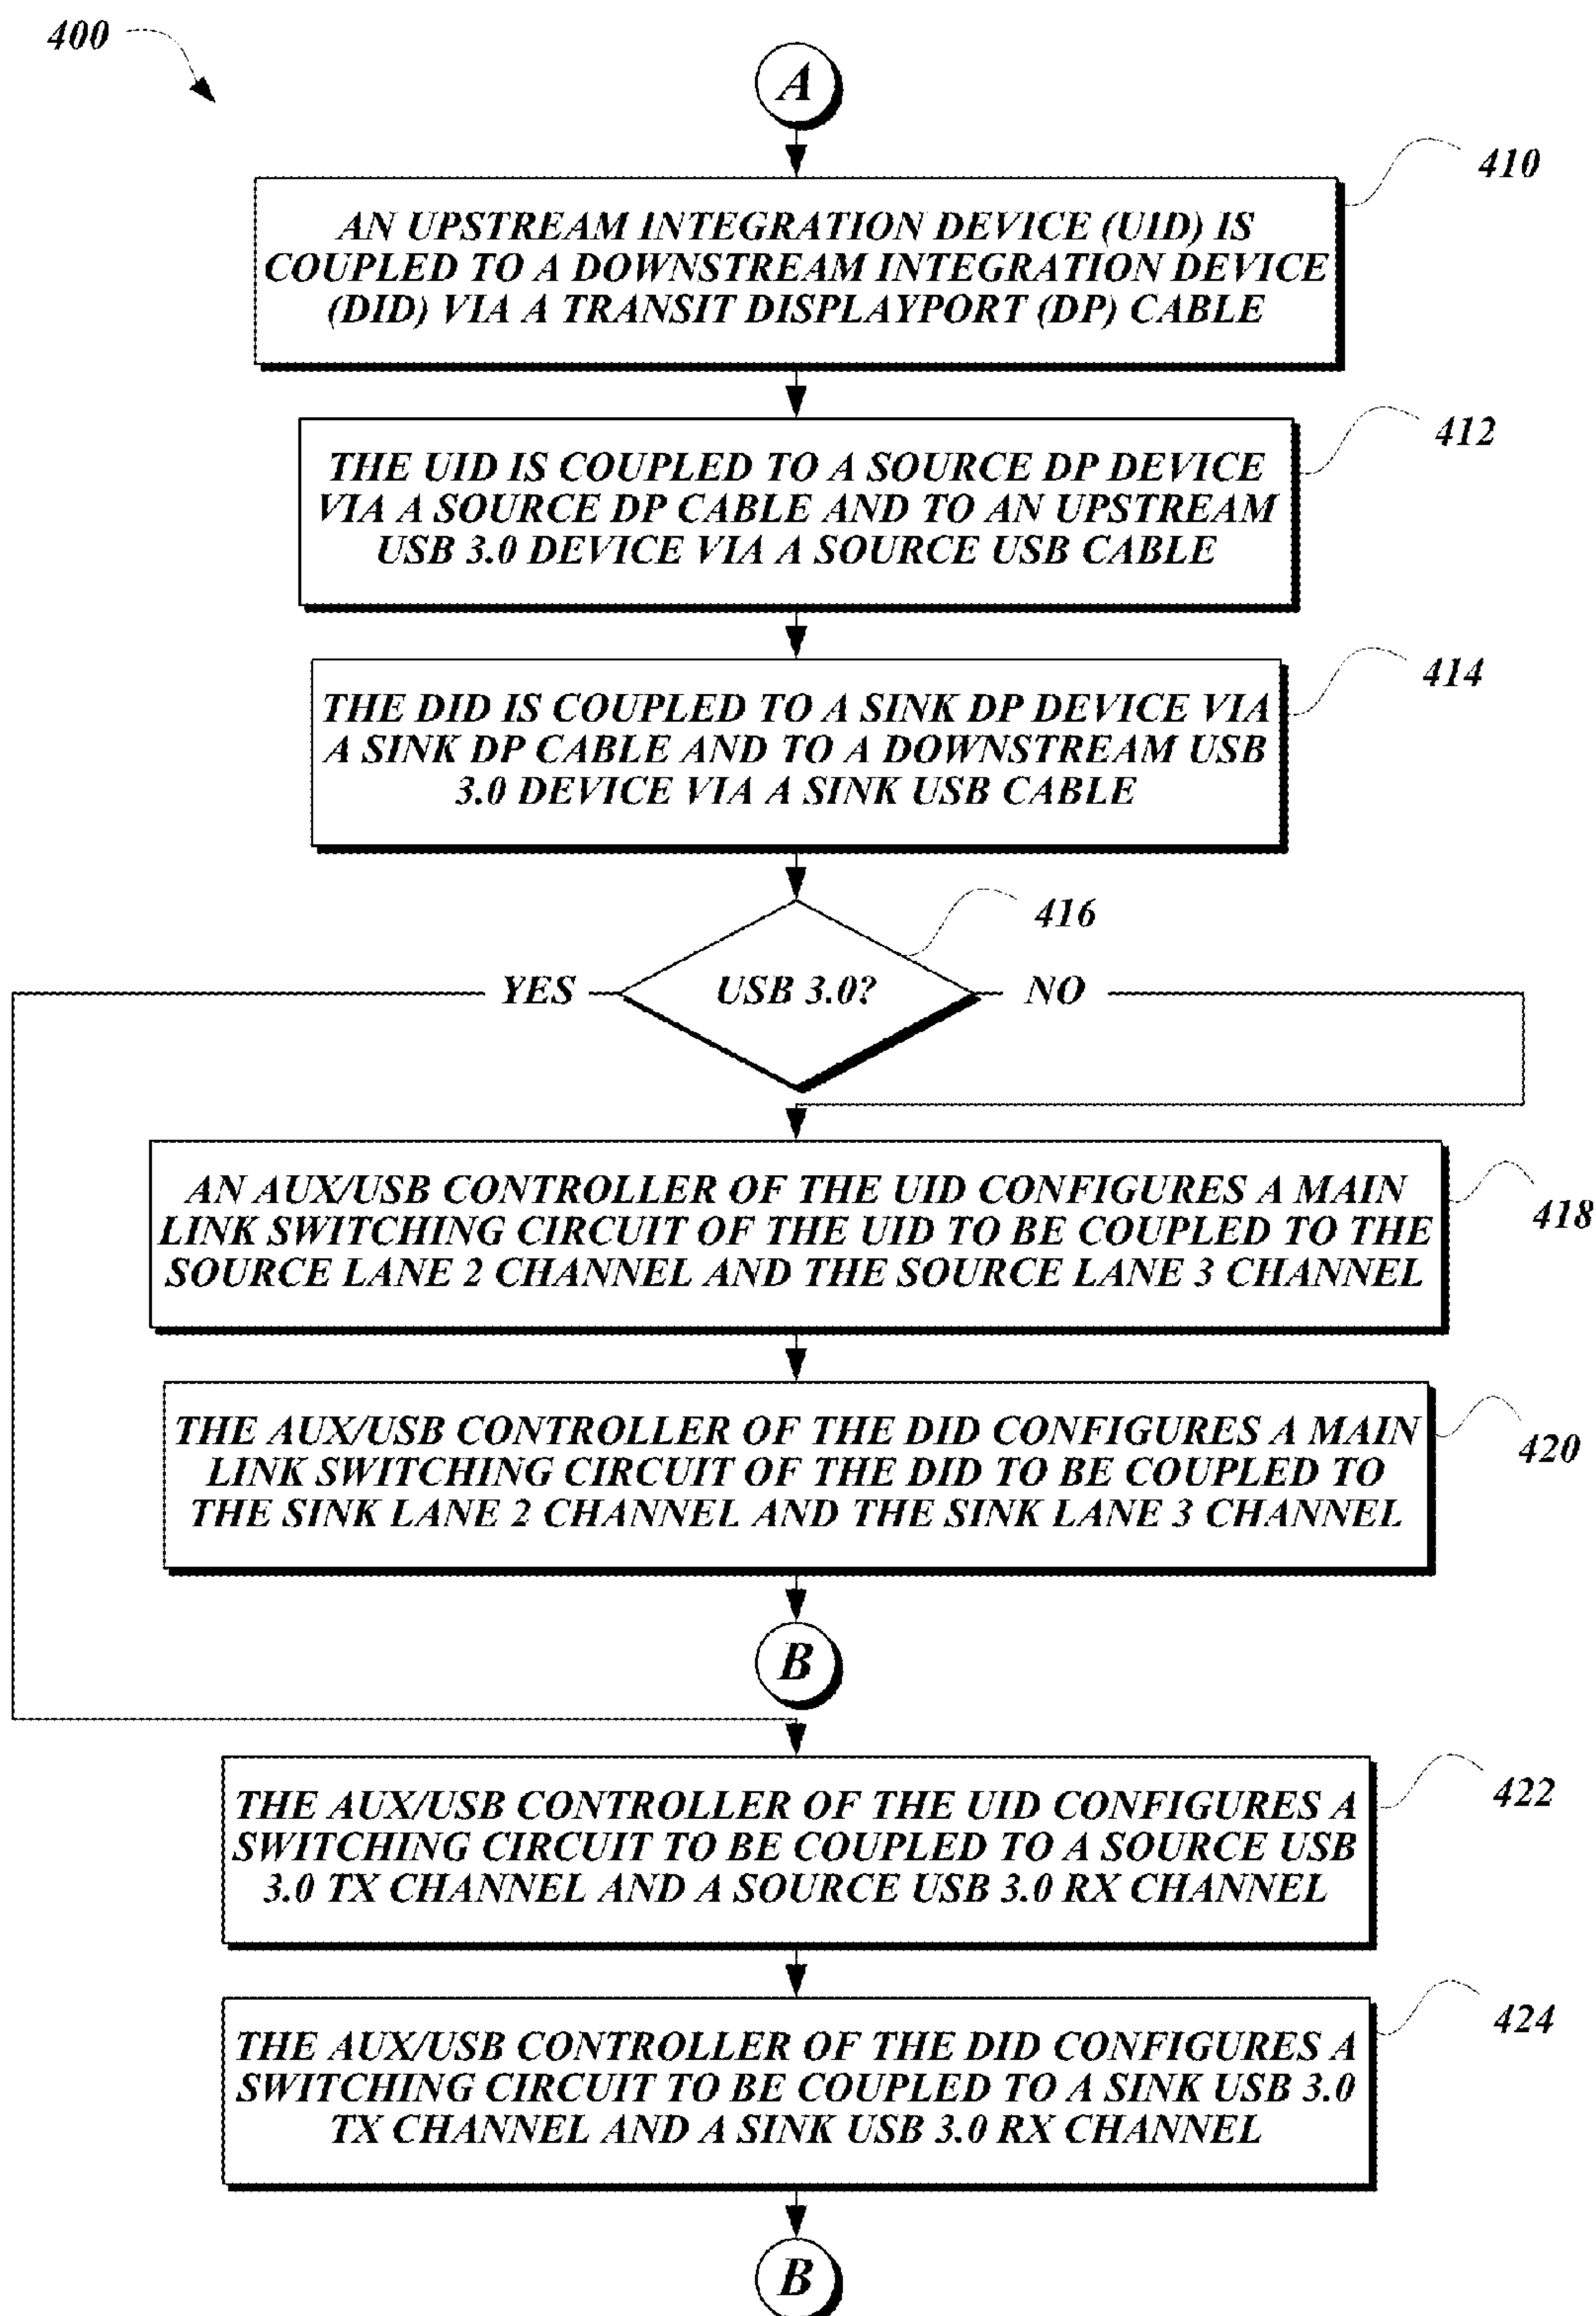 400
A
410
AN UPSTREAM INTEGRATION DEVICE (UID) IS
COUPLED TO A DOWNSTREAM INTEGRATION DEVICE
(DID) VIA A TRANSIT DISPLAYPORT (DP) CABLE
412
THE UID IS COUPLED TO A SOURCE DP DEVICE
VIA A SOURCE DP CABLE AND TO AN UPSTREAM
USB 3.0 DEVICE VIA A SOURCE USB CABLE
414
THE DID IS COUPLED TO A SINK DP DEVICE VIA
A SINK DP CABLE AND TO A DOWNSTREAM USB
3.0 DEVICE VIA A SINK USB CABLE
416
YES
USB 3.0?
NO
418
AN AUX/USB CONTROLLER OF THE UID CONFIGURES A MAIN
LINK SWITCHING CIRCUIT OF THE UID TO BE COUPLED TO THE
SOURCE LANE 2 CHANNEL AND THE SOURCE LANE 3 CHANNEL
420
THE AUX/USB CONTROLLER OF THE DID CONFIGURES A MAIN
LINK SWITCHING CIRCUIT OF THE DID TO BE COUPLED TO
THE SINK LANE 2 CHANNEL AND THE SINK LANE 3 CHANNEL
B
422
THE AUX/USB CONTROLLER OF THE UID CONFIGURES A
SWITCHING CIRCUIT TO BE COUPLED TO A SOURCE USB
3.0 TX CHANNEL AND A SOURCE USB 3.0 RX CHANNEL
424
THE AUX/USB CONTROLLER OF THE DID CONFIGURES A
SWITCHING CIRCUIT TO BE COUPLED TO A SINK USB 3.0
TX CHANNEL AND A SINK USB 3.0 RX CHANNEL
B